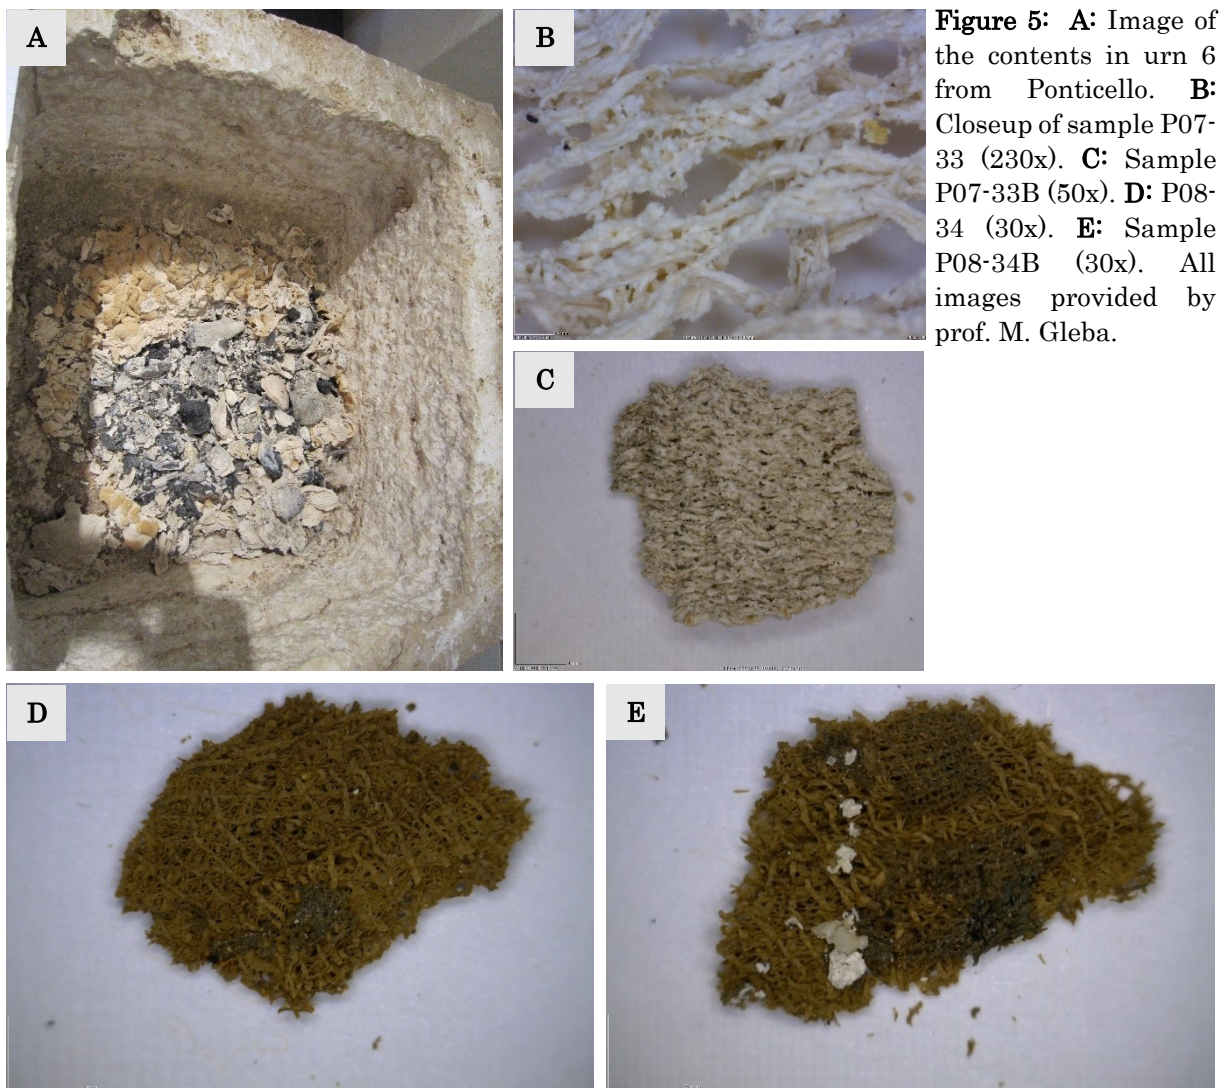 A
B
Figure 5: A: Image of
the contents in urn 6
from Ponticello. B:
Closeup of sample P07-
33 (230x). C: Sample
P07-33B (50x). D: P08-
34 (30x). E: Sample
P08-34B (30x). All
images provided by
prof. M. Gleba.
C
D
E